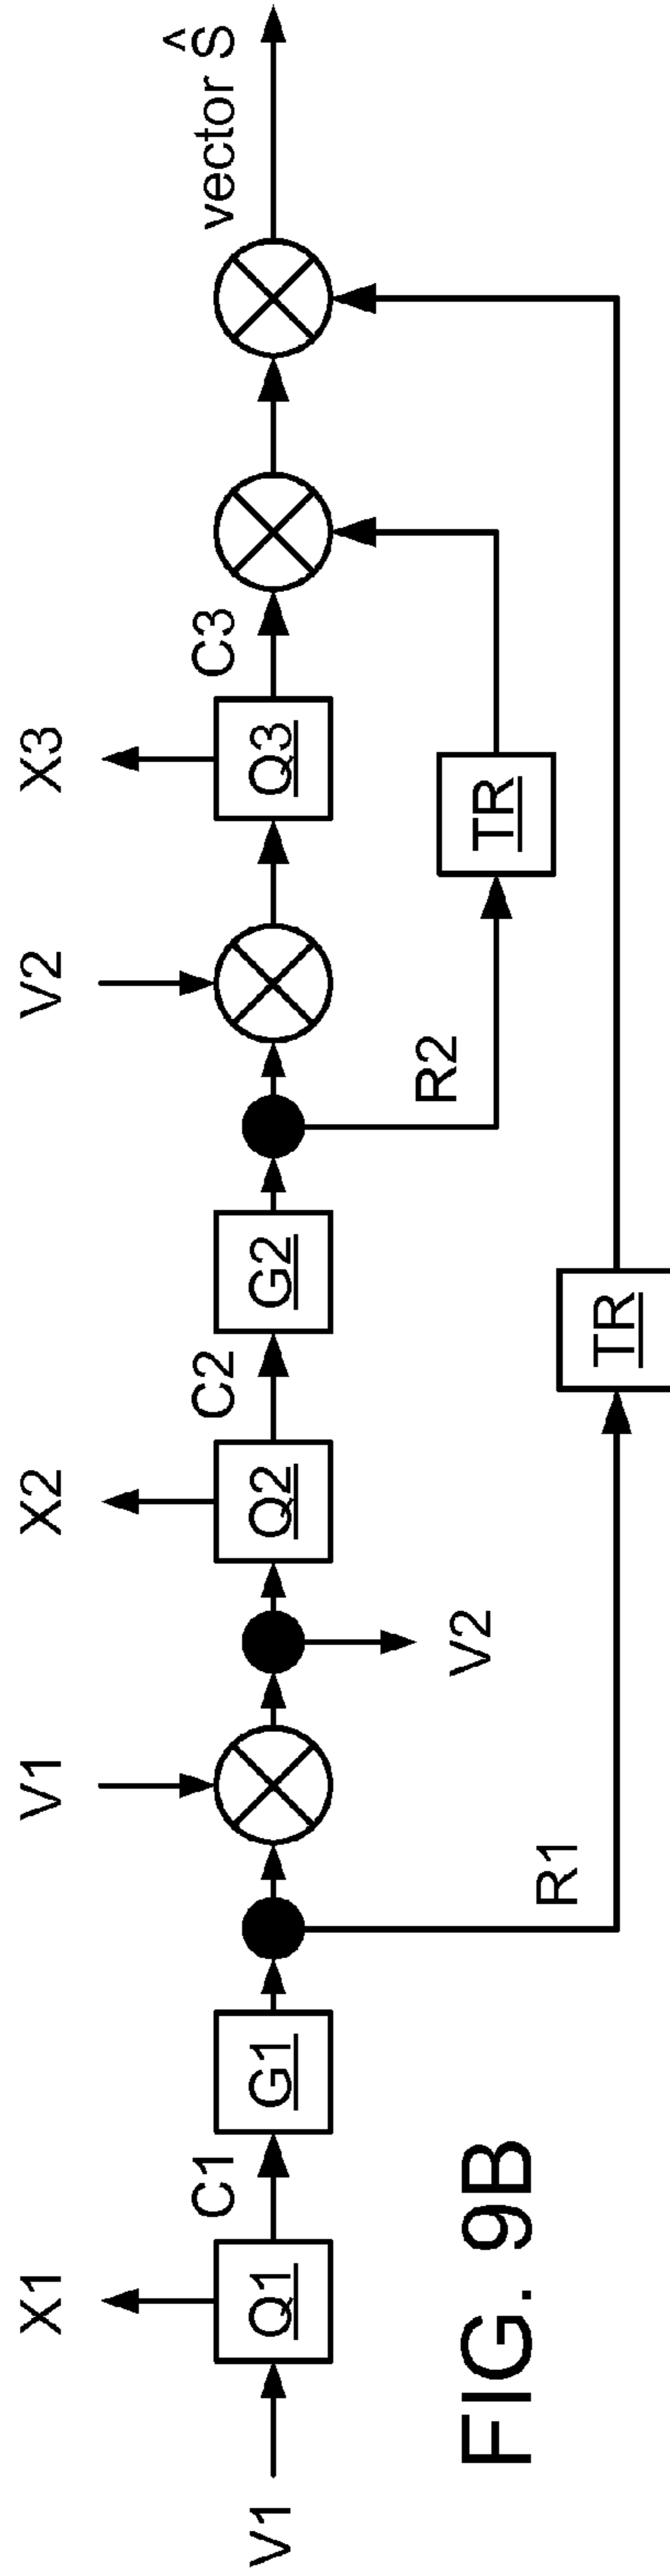 X1
V1
X2
V2
X3
vector Ŝ
V1
Q1
C1
G1
Q2
C2
G2
Q3
C3
V2
R2
TR
R1
TR
FIG. 9B